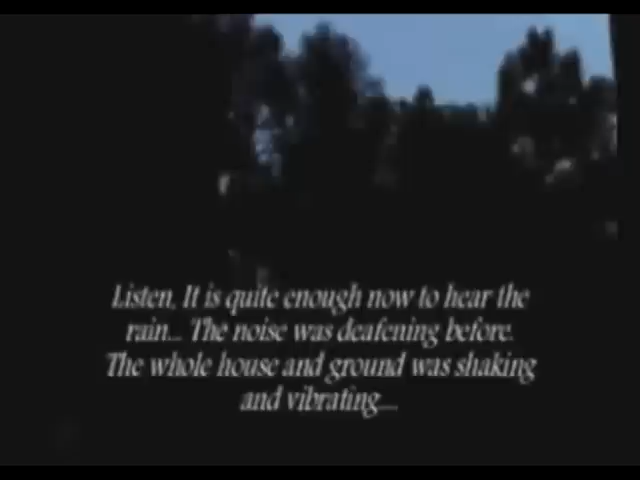 Listen, It is quite enough now to hear the
rain... The noise was deafening before.
The whole house and ground was shaking
and vibrating....